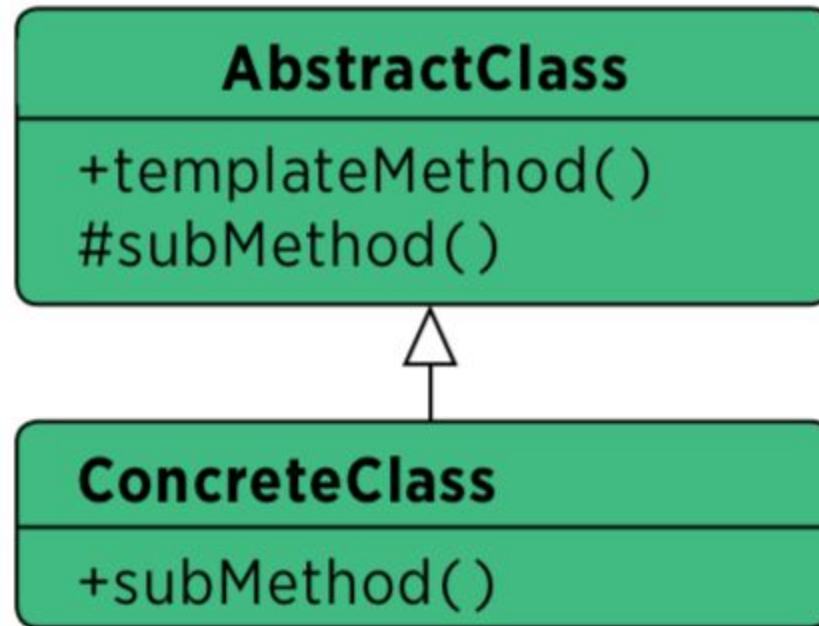 AbstractClass
+templateMethod()
#subMethod()
ConcreteClass
+subMethod()